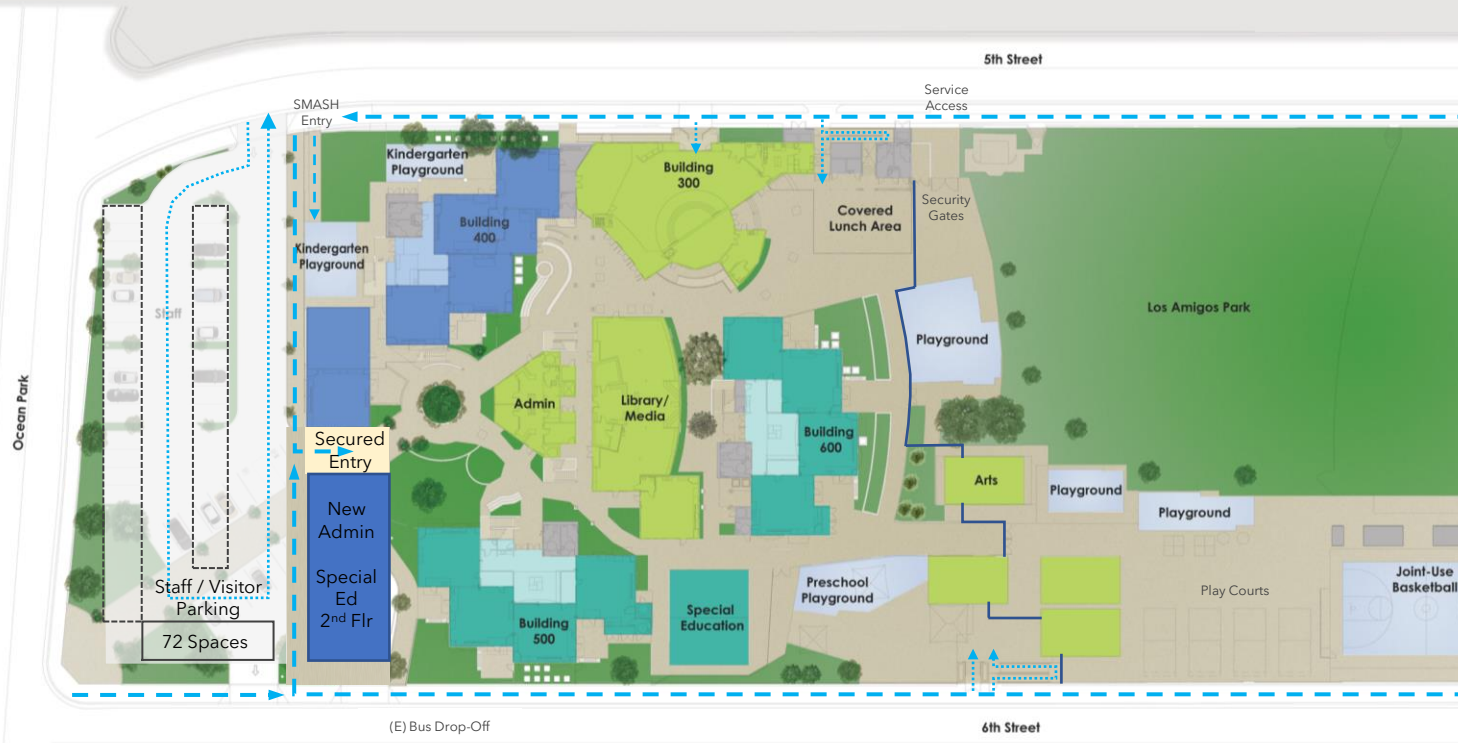 5th Street
Service
Access
SMASH
Entry
Kindergarten
Playground
Building
300
Building
400
Covered
Lunch Area
Security
Gates
Kindergarten
Playground
Staff
Los Amigos Park
Playground
Ocean Park
Admin
Library/
Media
Building
600
Secured
Entry
Arts
Playground
Playground
New
Admin
Special
Ed
2nd Flr
Staff / Visitor
Parking
72 Spaces
Building
500
Special
Education
Preschool
Playground
Play Courts
Joint-Use
Basketball
(E) Bus Drop-Off
6th Street